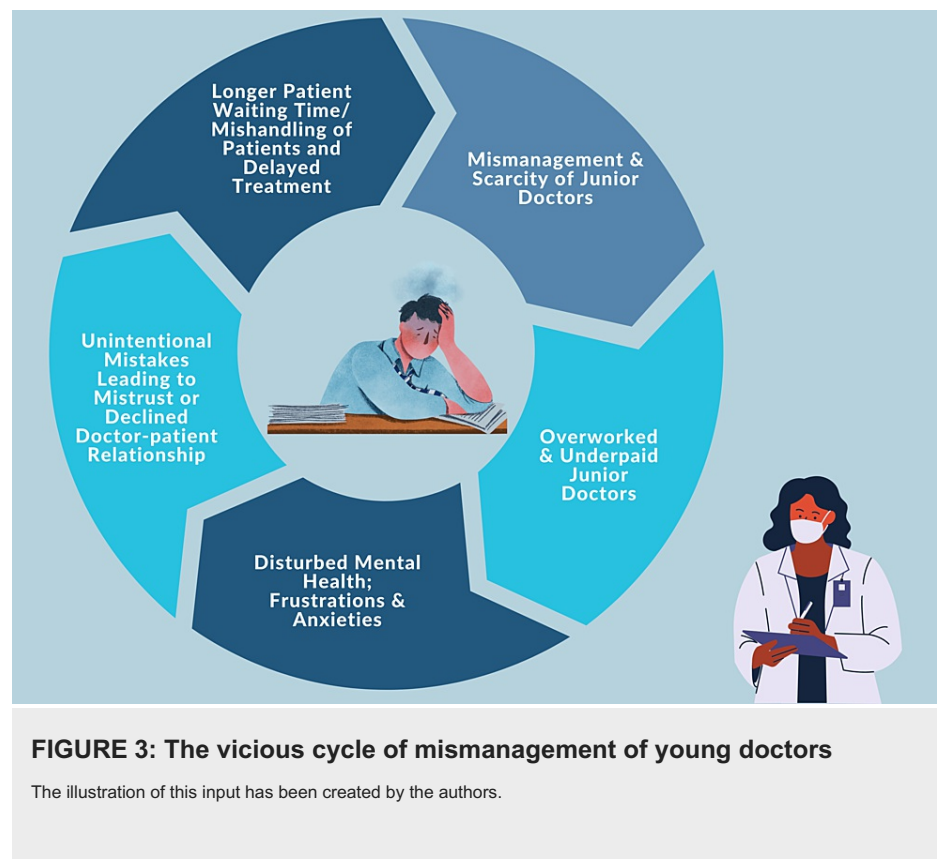 Longer Patient
Waiting Time/
Mishandling of
Patients and
Delayed
Treatment
Mismanagement &
Scarcity of Junior
Doctors
Overworked
& Underpaid
Junior
Doctors
Disturbed Mental
Health;
Frustrations &
Anxieties
Unintentional
Mistakes
Leading to
Mistrust or
Declined
Doctor-patient
Relationship
FIGURE 3: The vicious cycle of mismanagement of young doctors
The illustration of this input has been created by the authors.